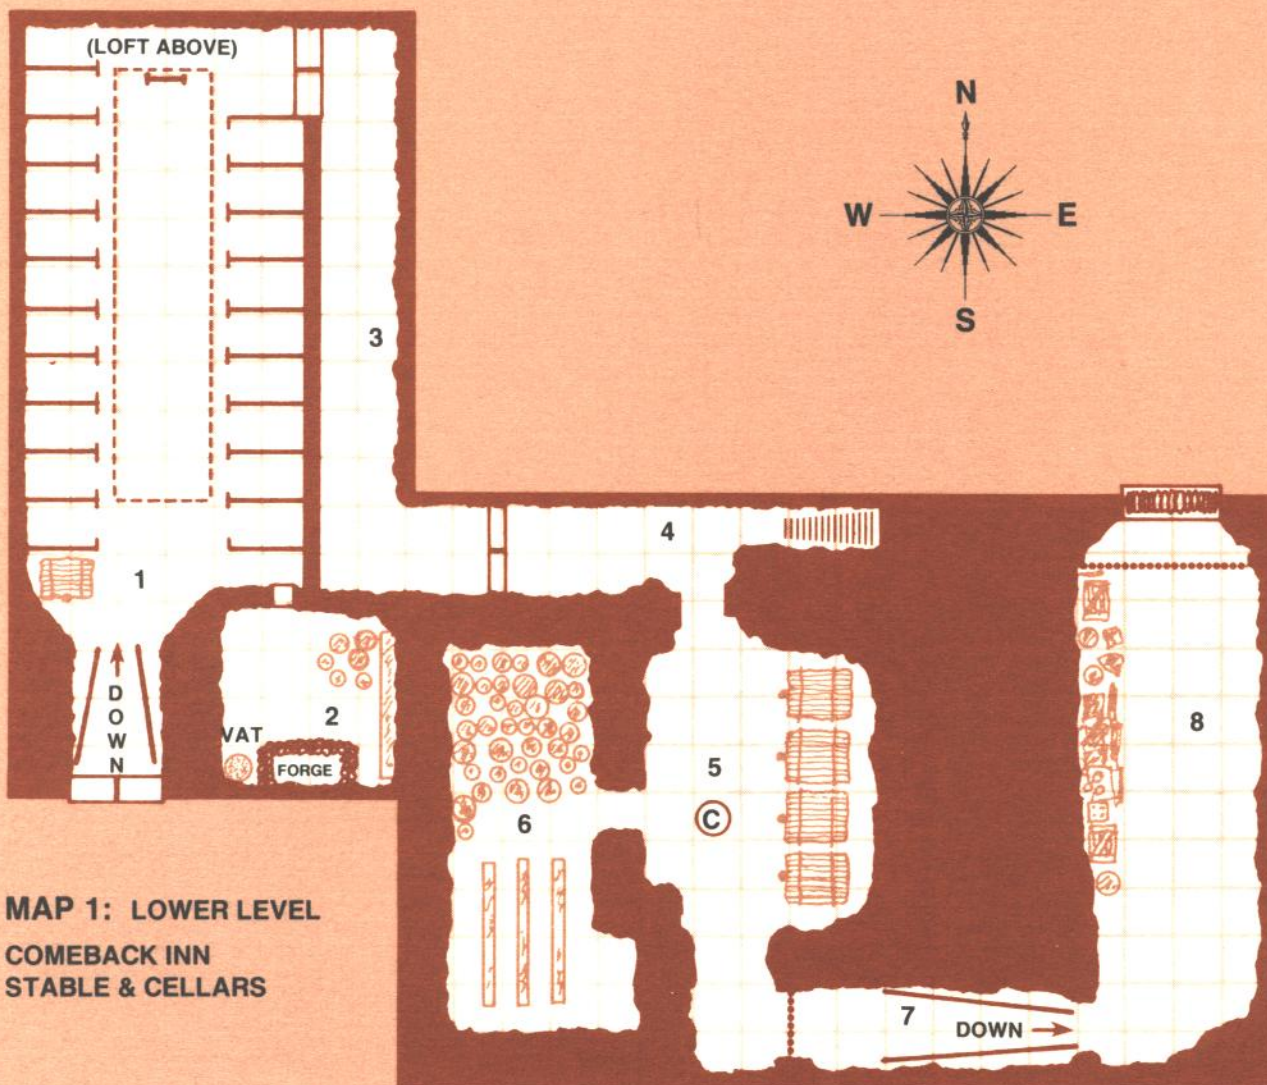 (LOFT ABOVE)
N
W
E
S
3
4
1
DOWN
2
VAT
FORGE
5
C
6
8
7
DOWN
MAP 1: LOWER LEVEL
COMEBACK INN
STABLE & CELLARS